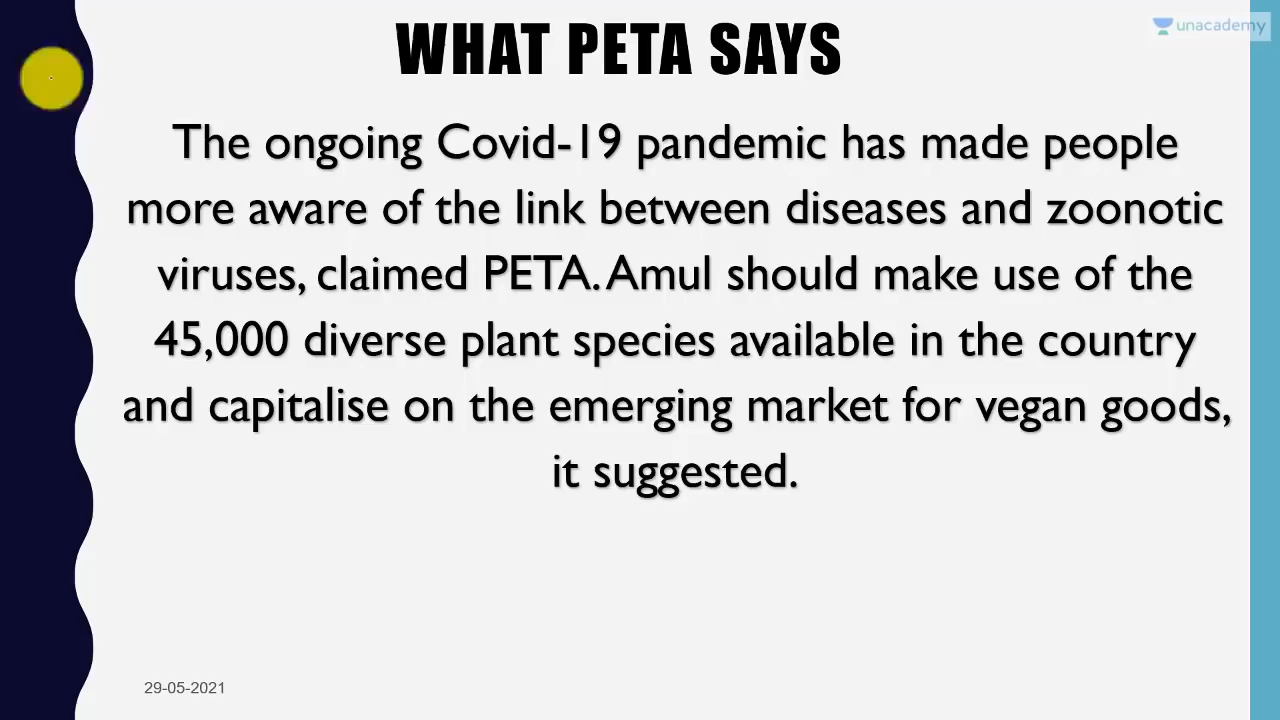 WHAT PETA SAYS
unacademy
The ongoing Covid-19 pandemic has made people
more aware of the link between diseases and zoonotic
viruses, claimed PETA. Amul should make use of the
45,000 diverse plant species available in the country
and capitalise on the emerging market for vegan goods,
it suggested.
29-05-2021